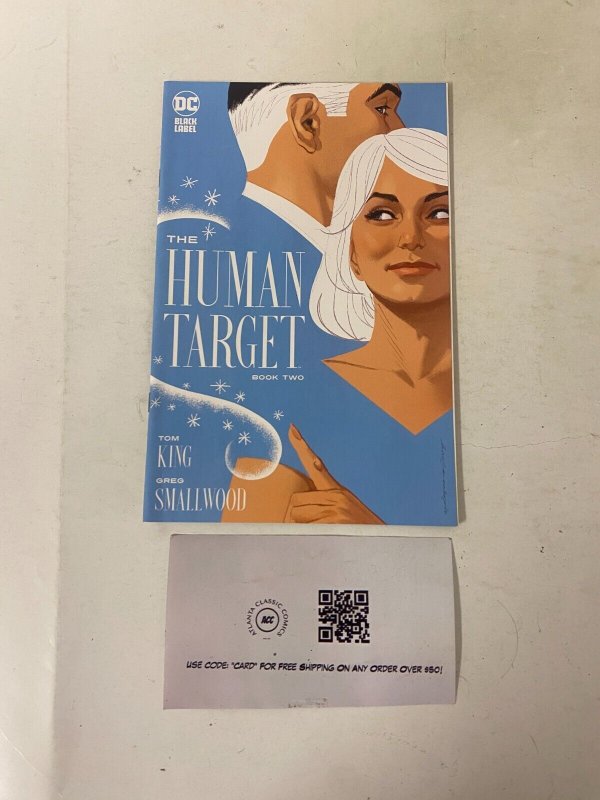 DC
BLACK
LABEL
THE
HUMAN
TARGET
BOOK TWO
TOM
KING
GREG
SMALLWOOD
ATLANTA CLASSIC COMICS
ACC
USE CODE: "CARD" FOR FREE SHIPPING ON ANY ORDER OVER $50!